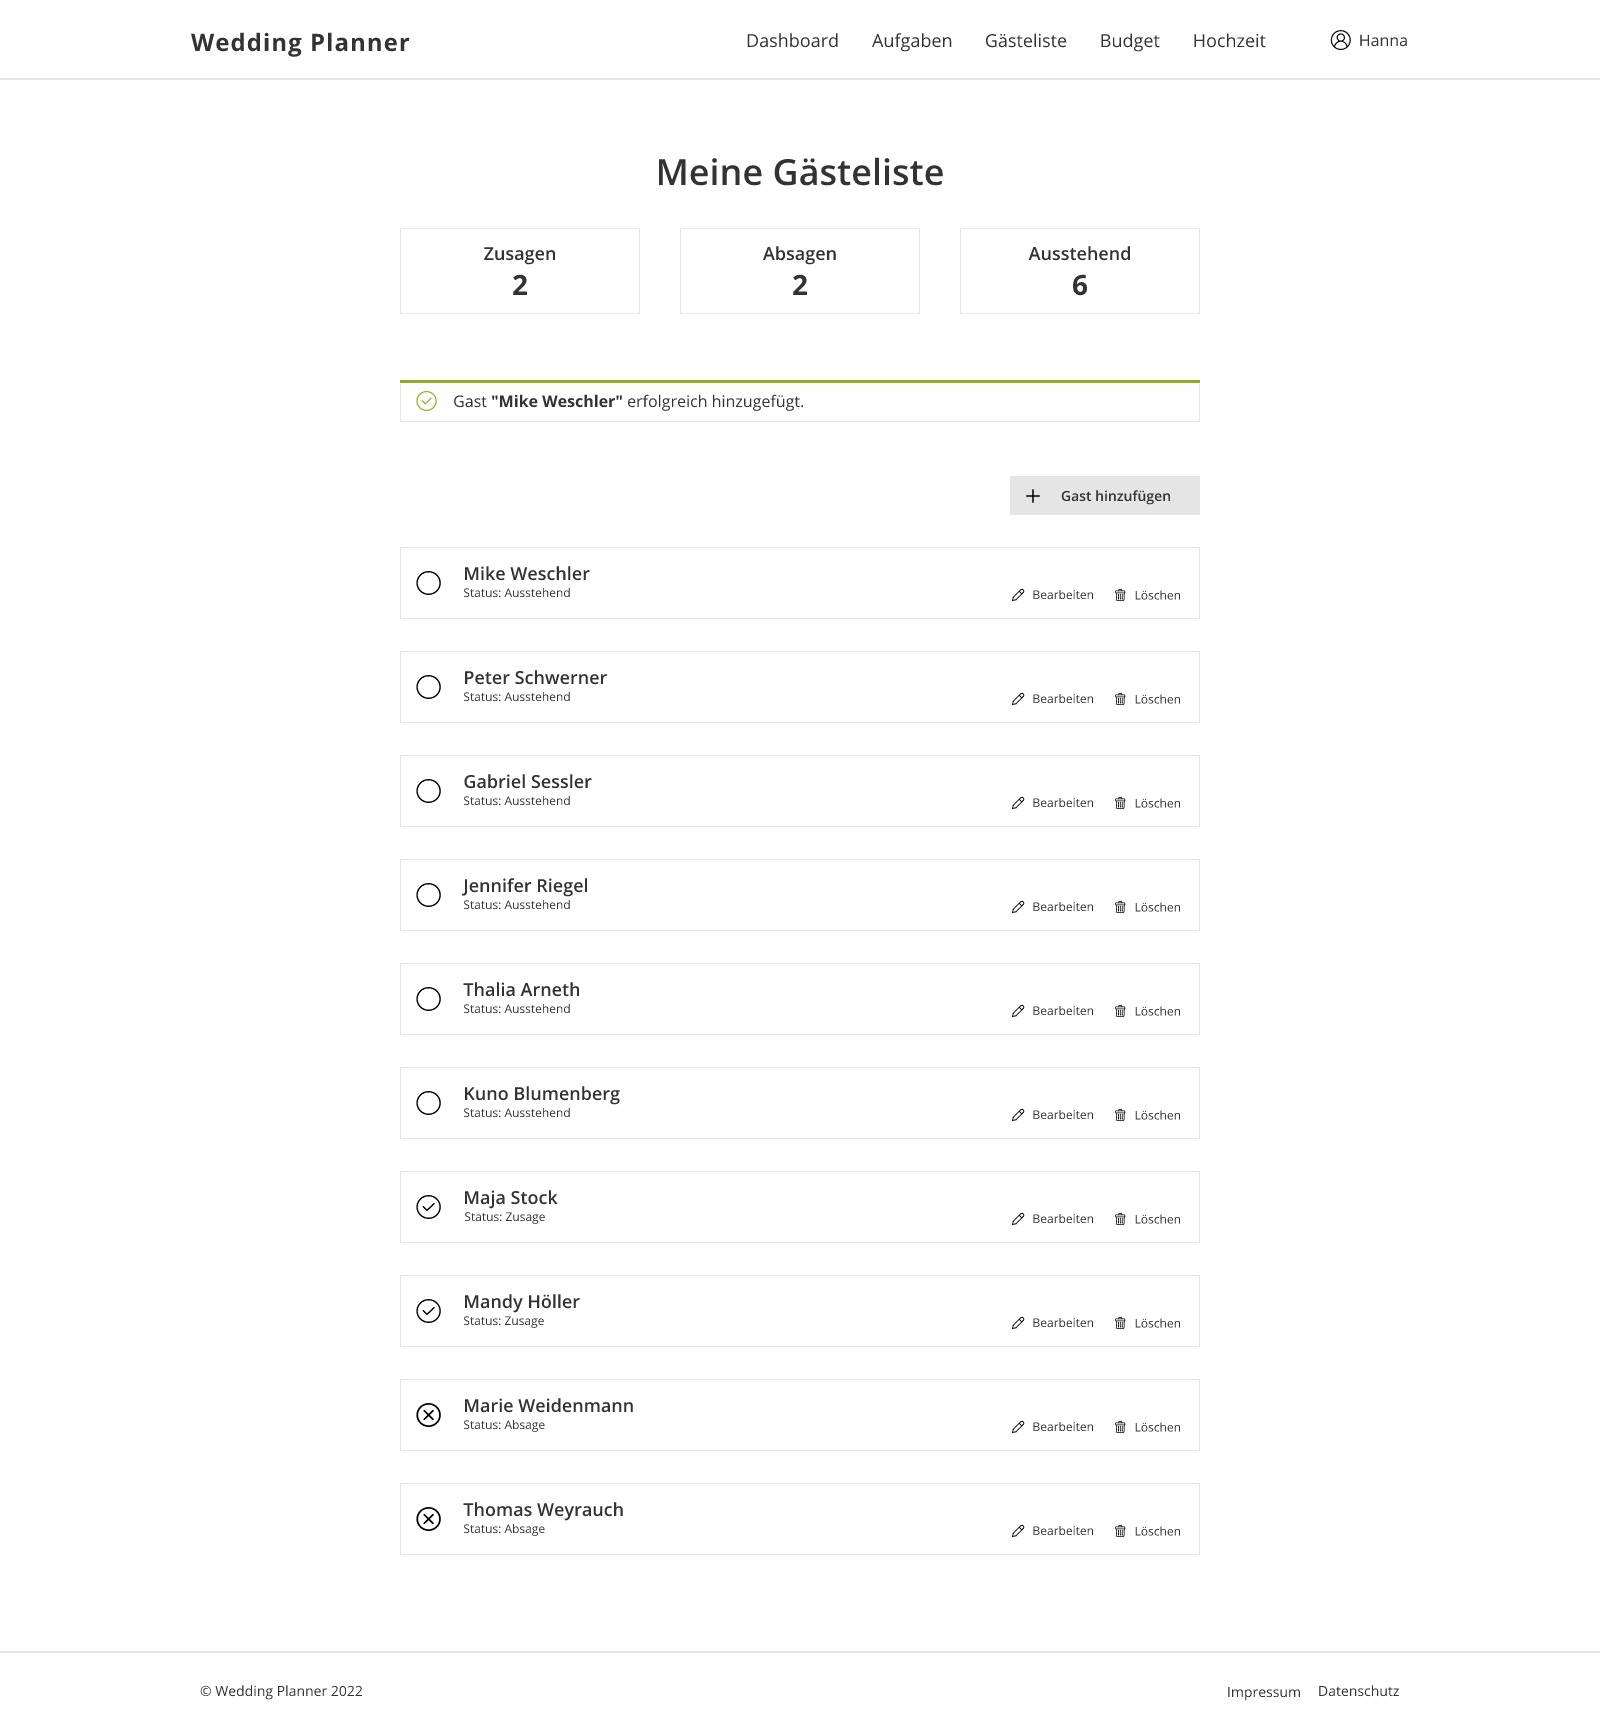 Wedding Planner
Dashboard Aufgaben Gästeliste Budget Hochzeit Hanna
Meine Gästeliste
Zusagen
2
Absagen
2
Ausstehend
6
Gast "Mike Weschler" erfolgreich hinzugefügt.
Gast hinzufügen
Mike Weschler
Status: Ausstehend
Bearbeiten Löschen
Peter Schwerner
Status: Ausstehend
Bearbeiten Löschen
Gabriel Sessler
Status: Ausstehend
Bearbeiten Löschen
Jennifer Riegel
Status: Ausstehend
Bearbeiten Löschen
Thalia Arneth
Status: Ausstehend
Bearbeiten Löschen
Kuno Blumenberg
Status: Ausstehend
Bearbeiten Löschen
Maja Stock
Status: Zusage
Bearbeiten Löschen
Mandy Höller
Status: Zusage
Bearbeiten Löschen
Marie Weidenmann
Status: Absage
Bearbeiten Löschen
Thomas Weyrauch
Status: Absage
Bearbeiten Löschen
© Wedding Planner 2022
Impressum Datenschutz